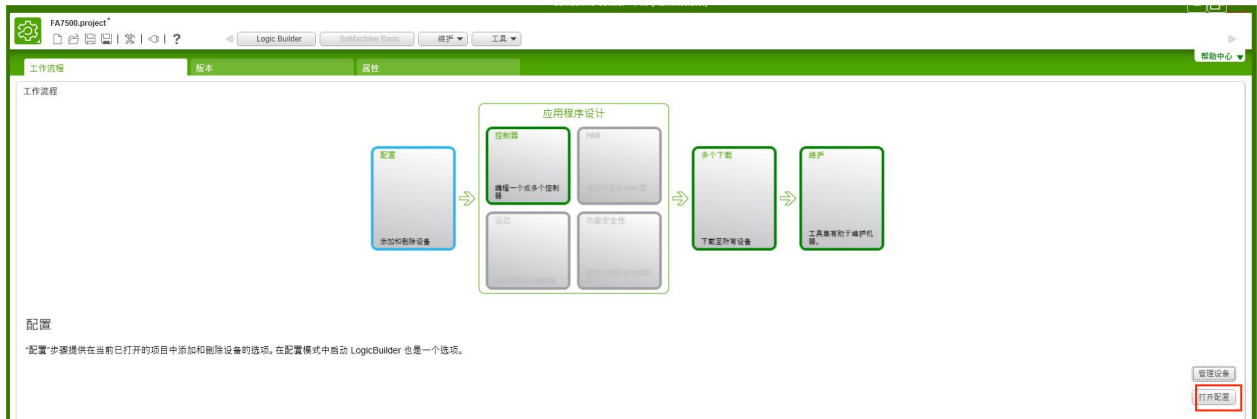 FA7500.project*
Logic Builder
SoMachine Basic
维护
工具
帮助中心
工作流程
版本
属性
工作流程
应用程序设计
配置
添加和删除设备
控制器
编程一个或多个控制
器
HMI
运动
功能安全性
多个下载
下载至所有设备
维护
工具集有助于维护机
器。
配置
“配置”步骤提供在当前已打开的项目中添加和删除设备的选项。在配置模式中启动 LogicBuilder 也是一个选项。
管理设备
打开配置